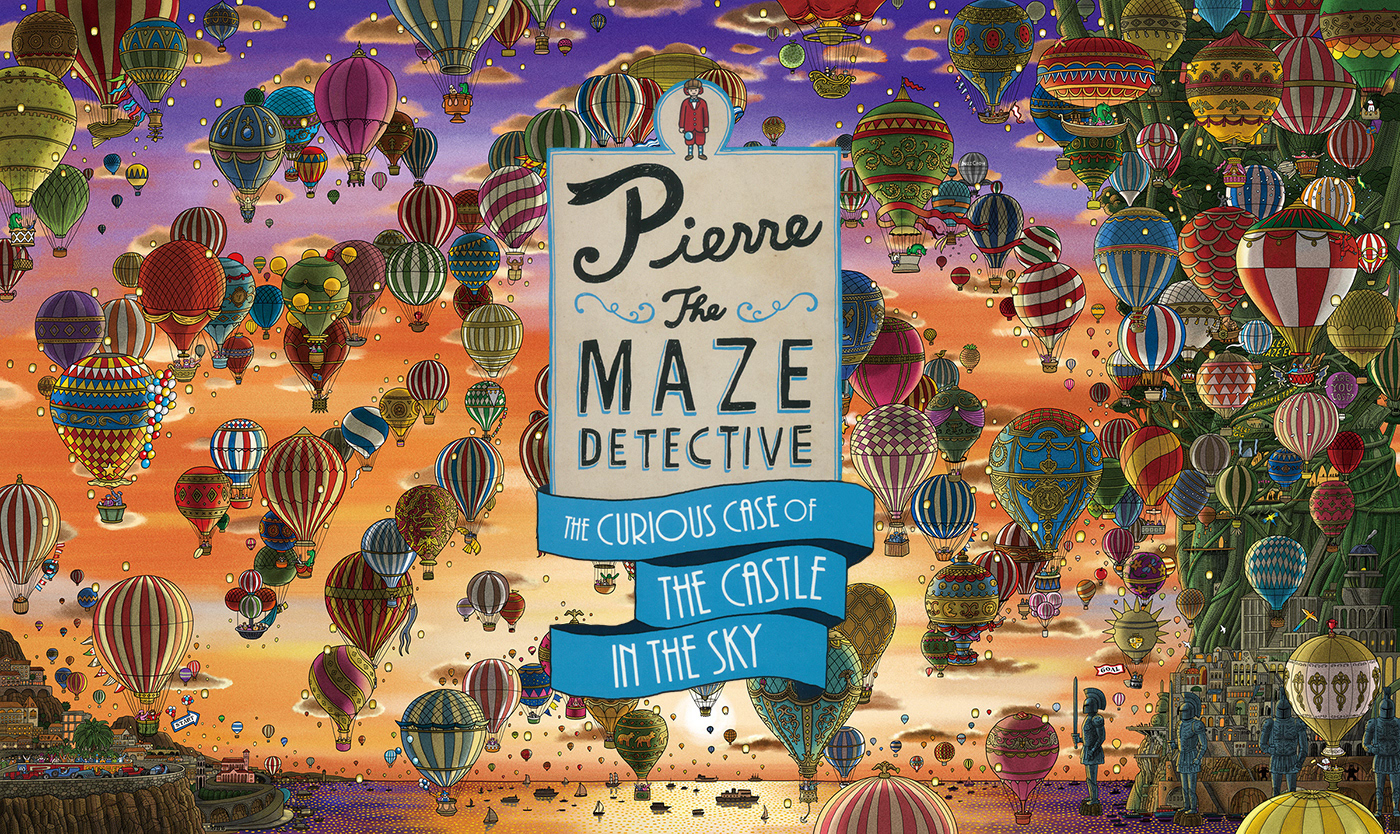 Pierre
The
MAZE
DETECTIVE
THE CURIOUS CASE OF
THE CASTLE
IN THE SKY
START
GOAL